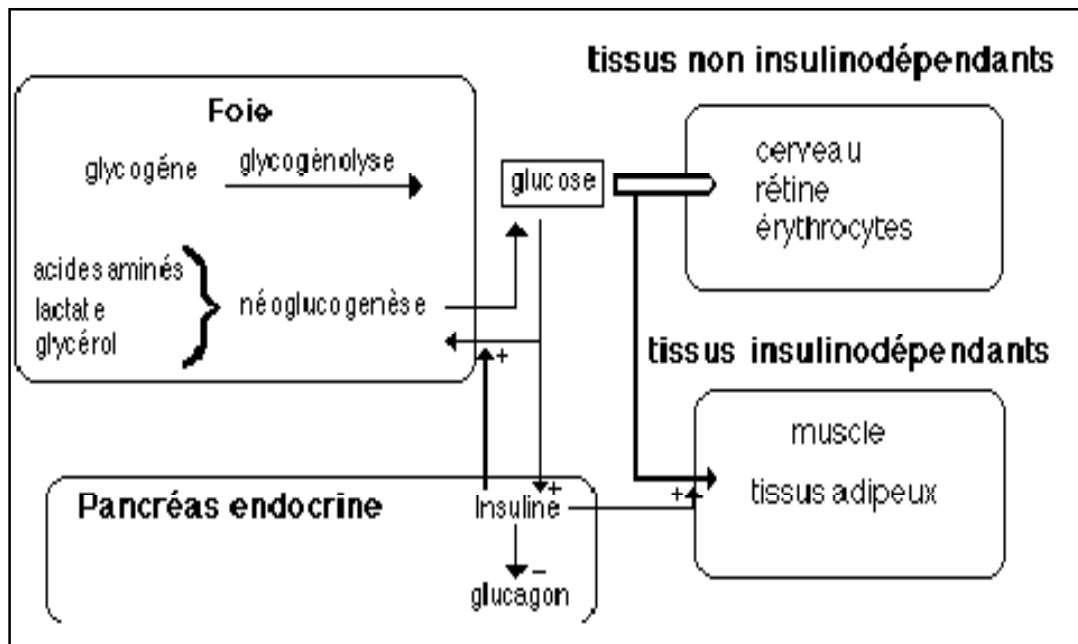 tissus non insulinodépendants
Foie
glycogéne
glycogénolyse
glucose
cerveau
rétine
érythrocytes
acides aminés
lactate
glycérol
néoglucogenèse
+
tissus insulinodépendants
muscle
tissus adipeux
Pancréas endocrine
+
Insuline
+
−
glucagon